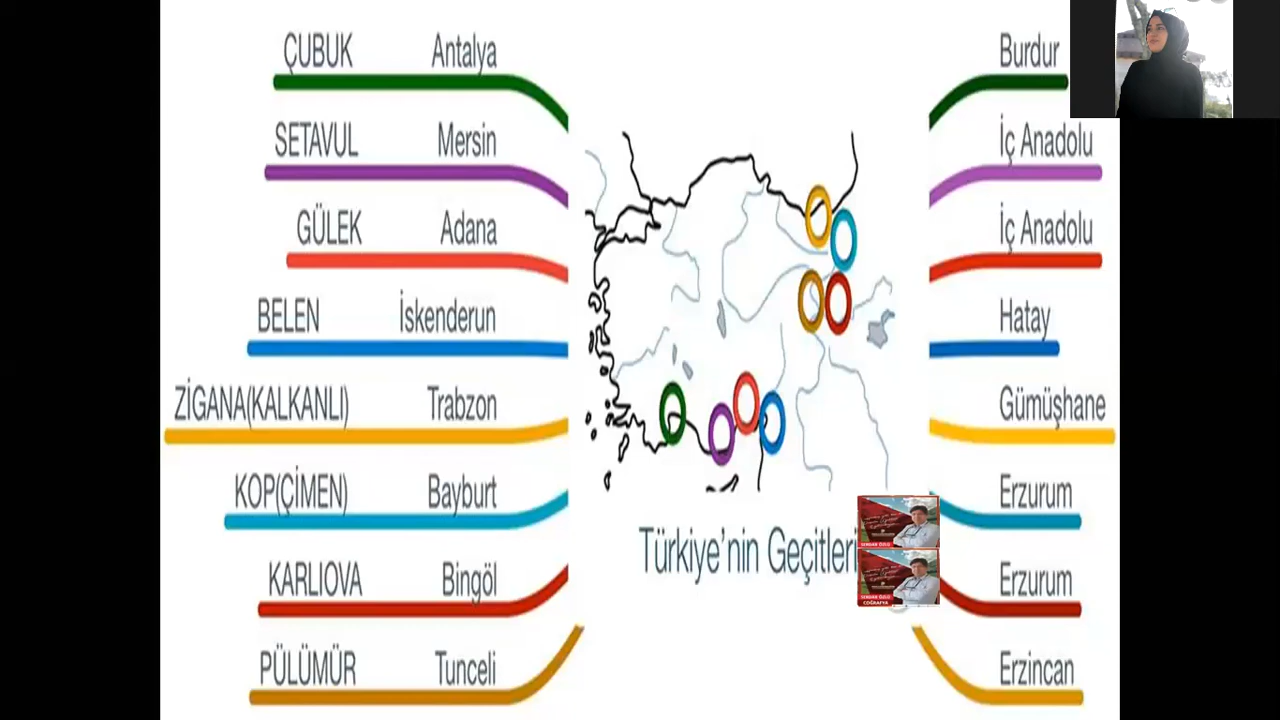 ÇUBUK Antalya Burdur
SETAVUL Mersin İç Anadolu
GÜLEK Adana İç Anadolu
BELEN İskenderun Hatay
ZİGANA(KALKANLI) Trabzon Gümüşhane
KOP(ÇİMEN) Bayburt Erzurum
Türkiye'nin Geçitleri
KARLIOVA Bingöl Erzurum
COĞRAFYA
PÜLÜMÜR Tunceli Erzincan